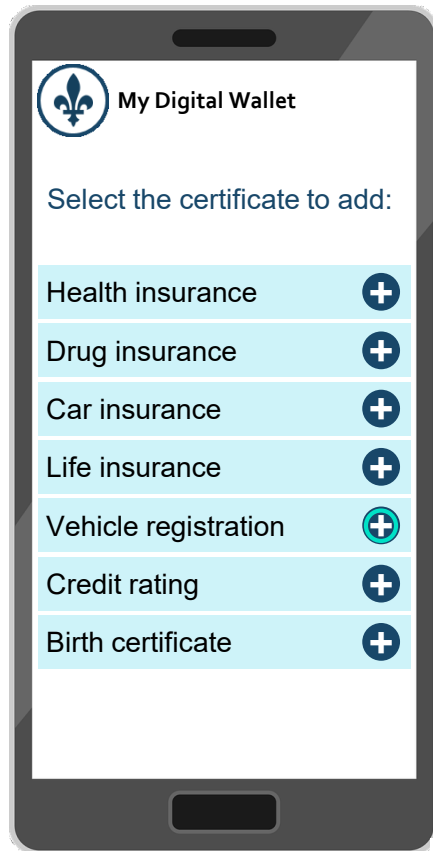 My Digital Wallet
Select the certificate to add:
Health insurance
Drug insurance
Car insurance
Life insurance
Vehicle registration
Credit rating
Birth certificate